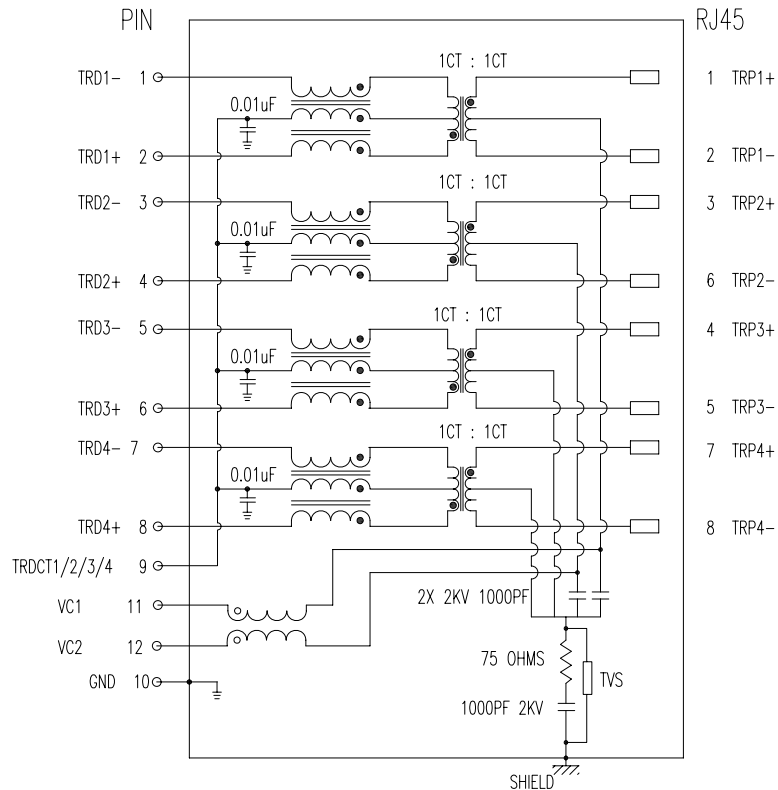 PIN RJ45
1CT : 1CT
TRD1- 1 1 TRP1+
0.01uF
TRD1+ 2 2 TRP1-
1CT : 1CT
TRD2- 3 3 TRP2+
0.01uF
TRD2+ 4 6 TRP2-
1CT : 1CT
TRD3- 5 4 TRP3+
0.01uF
TRD3+ 6 5 TRP3-
1CT : 1CT
TRD4- 7 7 TRP4+
0.01uF
TRD4+ 8 8 TRP4-
TRDCT1/2/3/4 9
2X 2KV 1000PF
VC1 11
VC2 12
75 OHMS
GND 10
TVS
1000PF 2KV
SHIELD